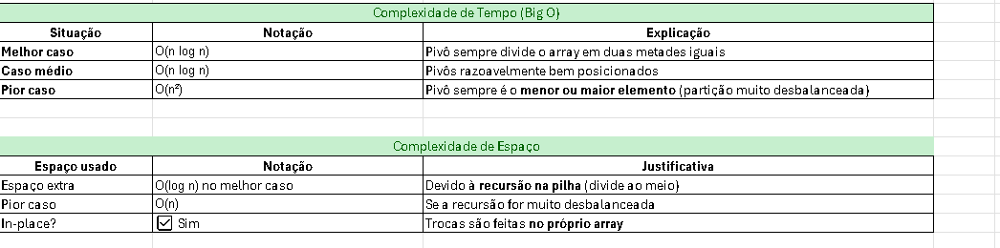 Complexidade de Tempo (Big O)
Situação Notação Explicação
Melhor caso O(n log n) Pivô sempre divide o array em duas metades iguais
Caso médio O(n log n) Pivôs razoavelmente bem posicionados
Pior caso O(n²) Pivô sempre é o menor ou maior elemento (partição muito desbalanceada)
Complexidade de Espaço
Espaço usado Notação Justificativa
Espaço extra O(log n) no melhor caso Devido à recursão na pilha (divide ao meio)
Pior caso O(n) Se a recursão for muito desbalanceada
In-place? ☑ Sim Trocas são feitas no próprio array